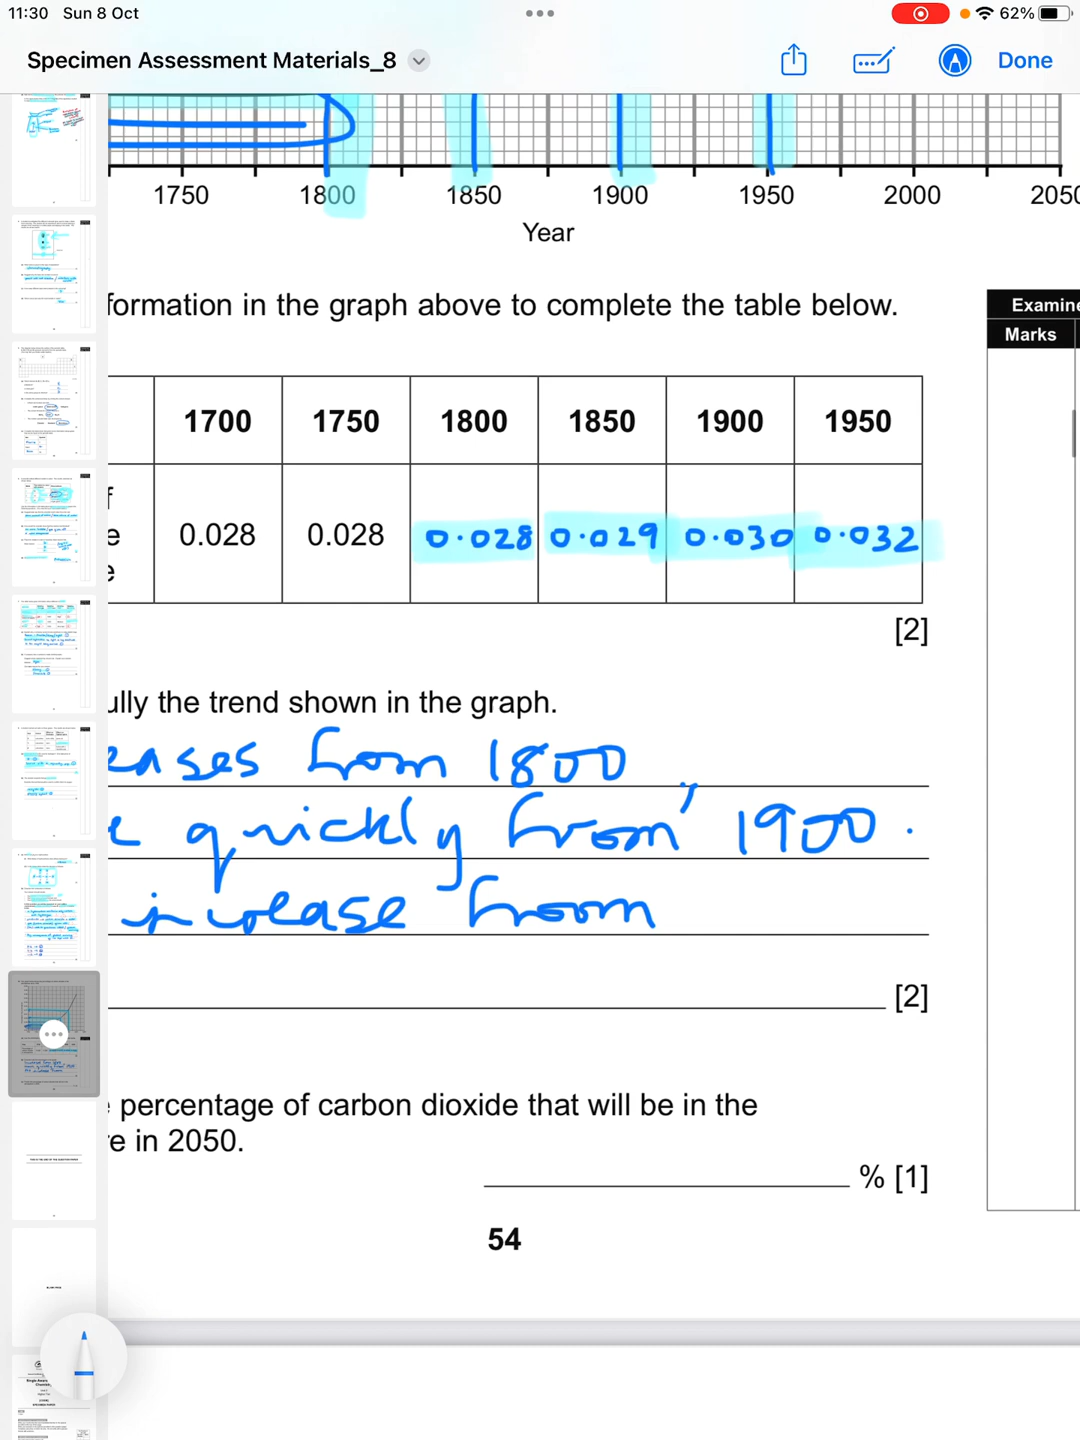 11:30 Sun 8 Oct
62%
Specimen Assessment Materials_8
Done
1750 1800 1850 1900 1950 2000 2050
Year
formation in the graph above to complete the table below.
Examine
Marks
1700 1750 1800 1850 1900 1950
f
e
e
0.028 0.028 0.028 0.029 0.030 0.032
[2]
ully the trend shown in the graph.
eases from 1800,
e quickly from 1900.
increase from
[2]
percentage of carbon dioxide that will be in the
e in 2050.
% [1]
54